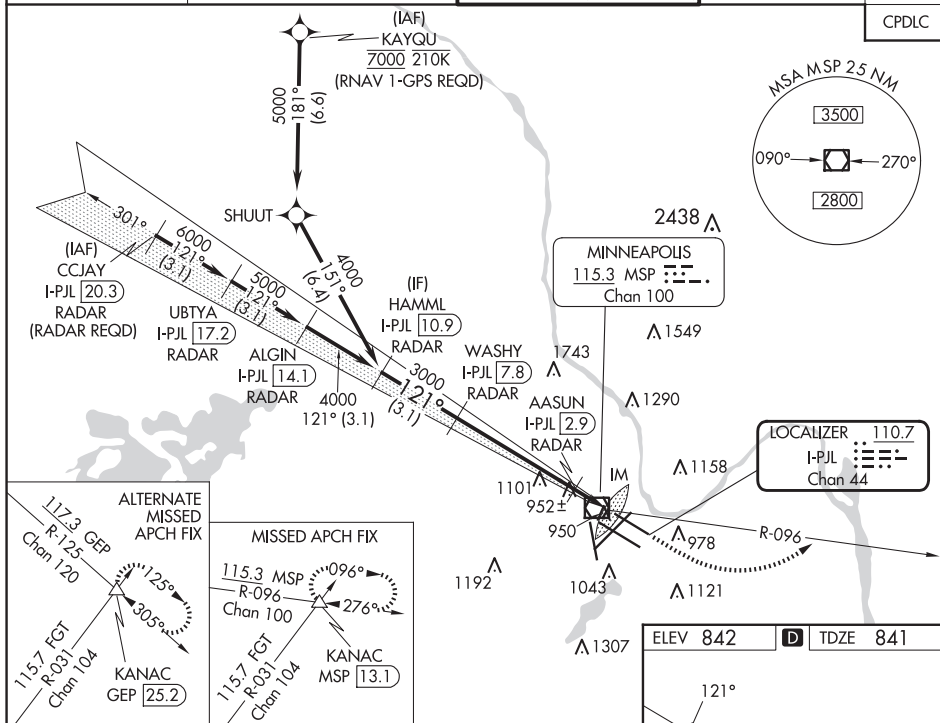 CPDLC
(IAF)
KAYQU
7000 210K
(RNAV 1-GPS REQD)
5000
181°
(6.6)
SHUUT
MSA MSP 25 NM
3500
090°
270°
2800
2438
MINNEAPOLIS
115.3 MSP
Chan 100
301°
6000
121°
(3.1)
(IAF)
CCJAY
I-PJL 20.3
RADAR
(RADAR REQD)
5000
121°
(3.1)
UBTYA
I-PJL 17.2
RADAR
4000
151°
(6.4)
ALGIN
I-PJL 14.1
RADAR
4000
121° (3.1)
(IF)
HAMML
I-PJL 10.9
RADAR
3000
121°
(3.1)
WASHY
I-PJL 7.8
RADAR
AASUN
I-PJL 2.9
RADAR
1743
1549
1290
1158
IM
1101
952±
950
978
1192
1043
1121
1307
R-096
LOCALIZER 110.7
I-PJL
Chan 44
ALTERNATE
MISSED
APCH FIX
117.3 GEP
R-125
Chan 120
125°
305°
115.7 FGT
R-031
Chan 104
KANAC
GEP 25.2
MISSED APCH FIX
115.3 MSP
R-096
Chan 100
096°
276°
115.7 FGT
R-031
Chan 104
KANAC
MSP 13.1
ELEV 842 D TDZE 841
121°